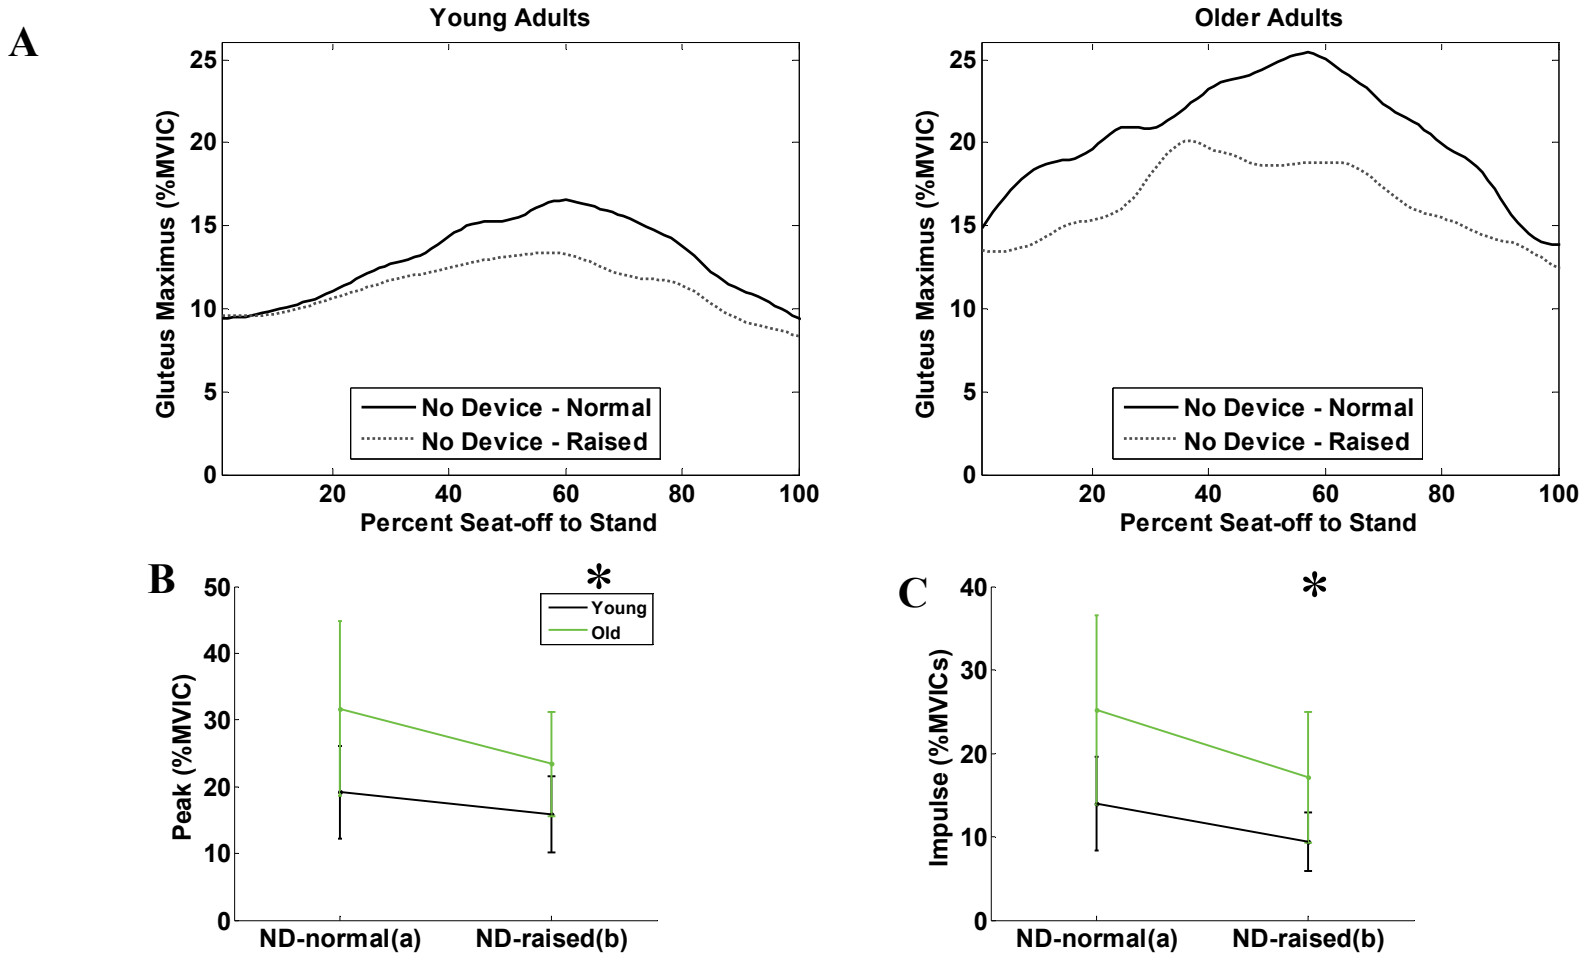 A
Young Adults
Gluteus Maximus (%MVIC)
25
20
15
10
5
0
No Device - Normal
No Device - Raised
20 40 60 80 100
Percent Seat-off to Stand
Older Adults
Gluteus Maximus (%MVIC)
25
20
15
10
5
0
No Device - Normal
No Device - Raised
20 40 60 80 100
Percent Seat-off to Stand
B
*
Peak (%MVIC)
50
40
30
20
10
0
Young
Old
ND-normal(a) ND-raised(b)
C
*
Impulse (%MVICs)
40
30
20
10
0
ND-normal(a) ND-raised(b)